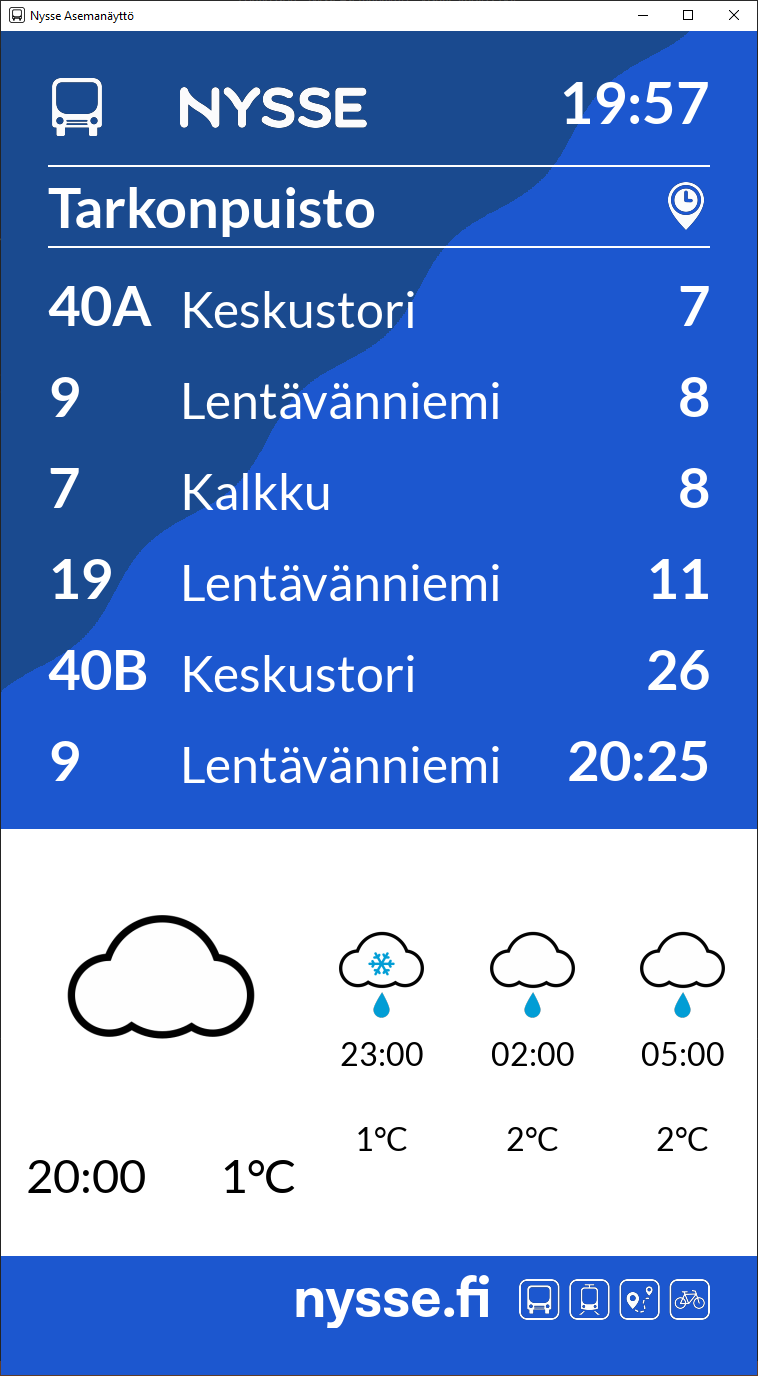 Nysse Asemanäyttö
NYSSE 19:57
Tarkonpuisto
40A Keskustori 7
9 Lentävänniemi 8
7 Kalkku 8
19 Lentävänniemi 11
40B Keskustori 26
9 Lentävänniemi 20:25
23:00 02:00 05:00
1°C 2°C 2°C
20:00 1°C
nysse.fi